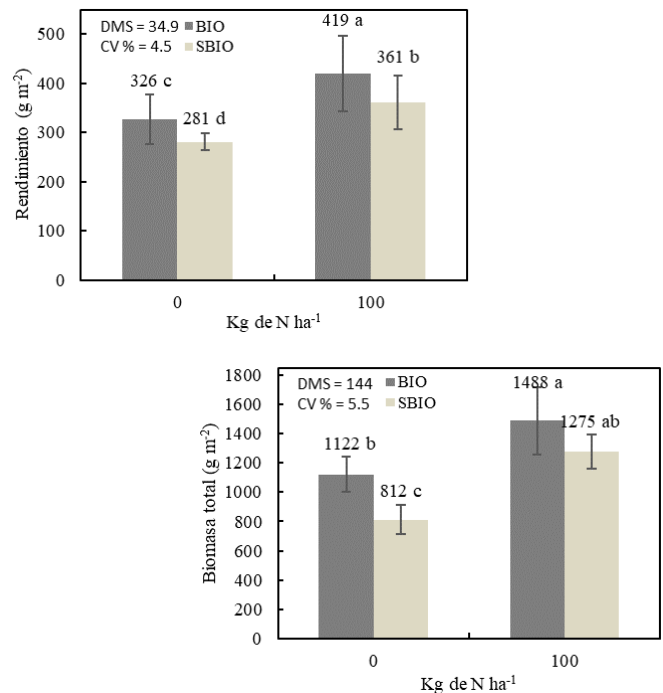 DMS = 34.9
CV % = 4.5
BIO
SBIO
500
400
300
200
100
0
Rendimiento (g m-2)
326 c
281 d
419 a
361 b
0
100
Kg de N ha-1
DMS = 144
CV % = 5.5
BIO
SBIO
1800
1600
1400
1200
1000
800
600
400
200
0
Biomasa total (g m-2)
1122 b
812 c
1488 a
1275 ab
0
100
Kg de N ha-1